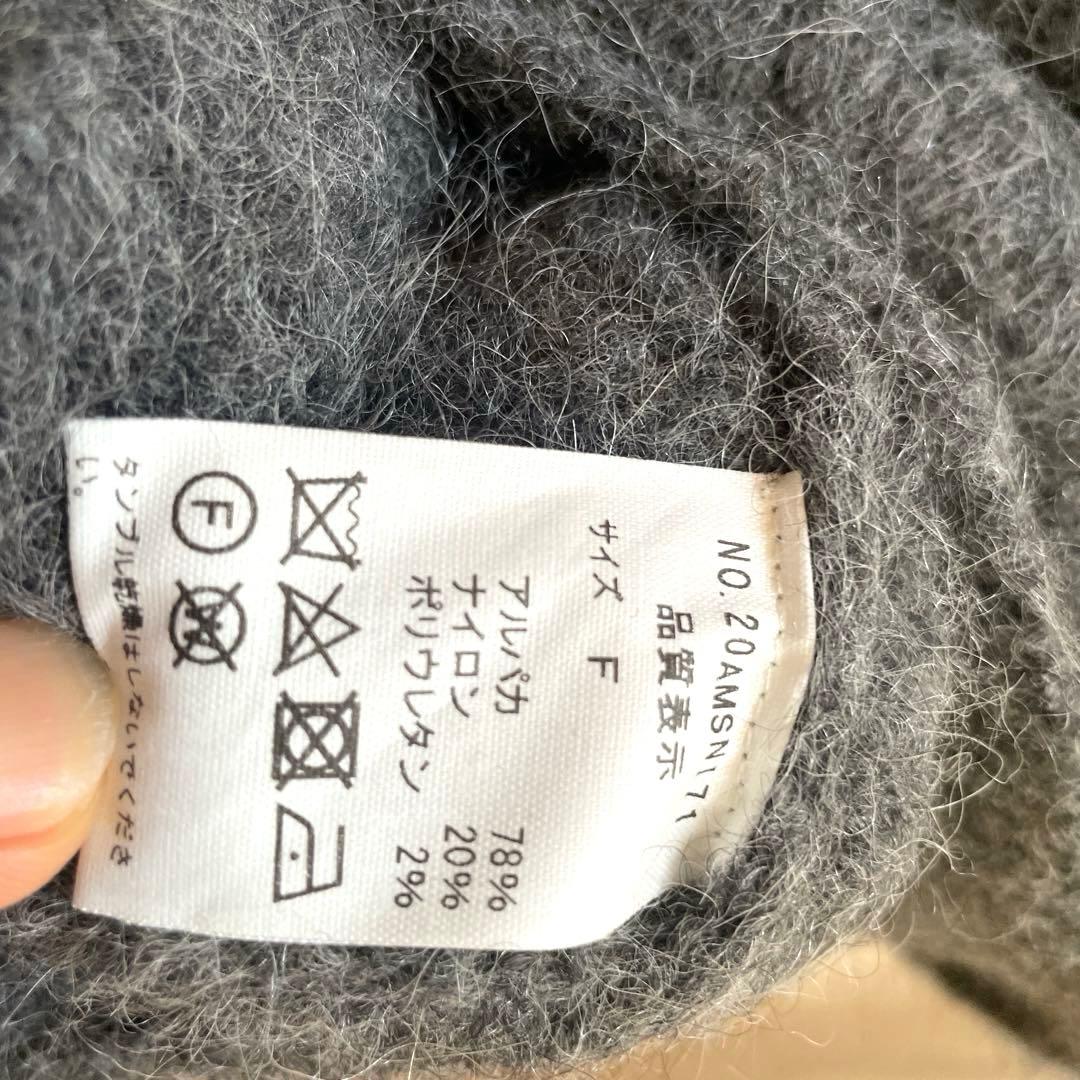 NO. 20AMSN171
品質表示
サイズ F
アルパカ 78%
ナイロン 20%
ポリウレタン 2%
F
W
タンブル乾燥はしないでくださ
い。